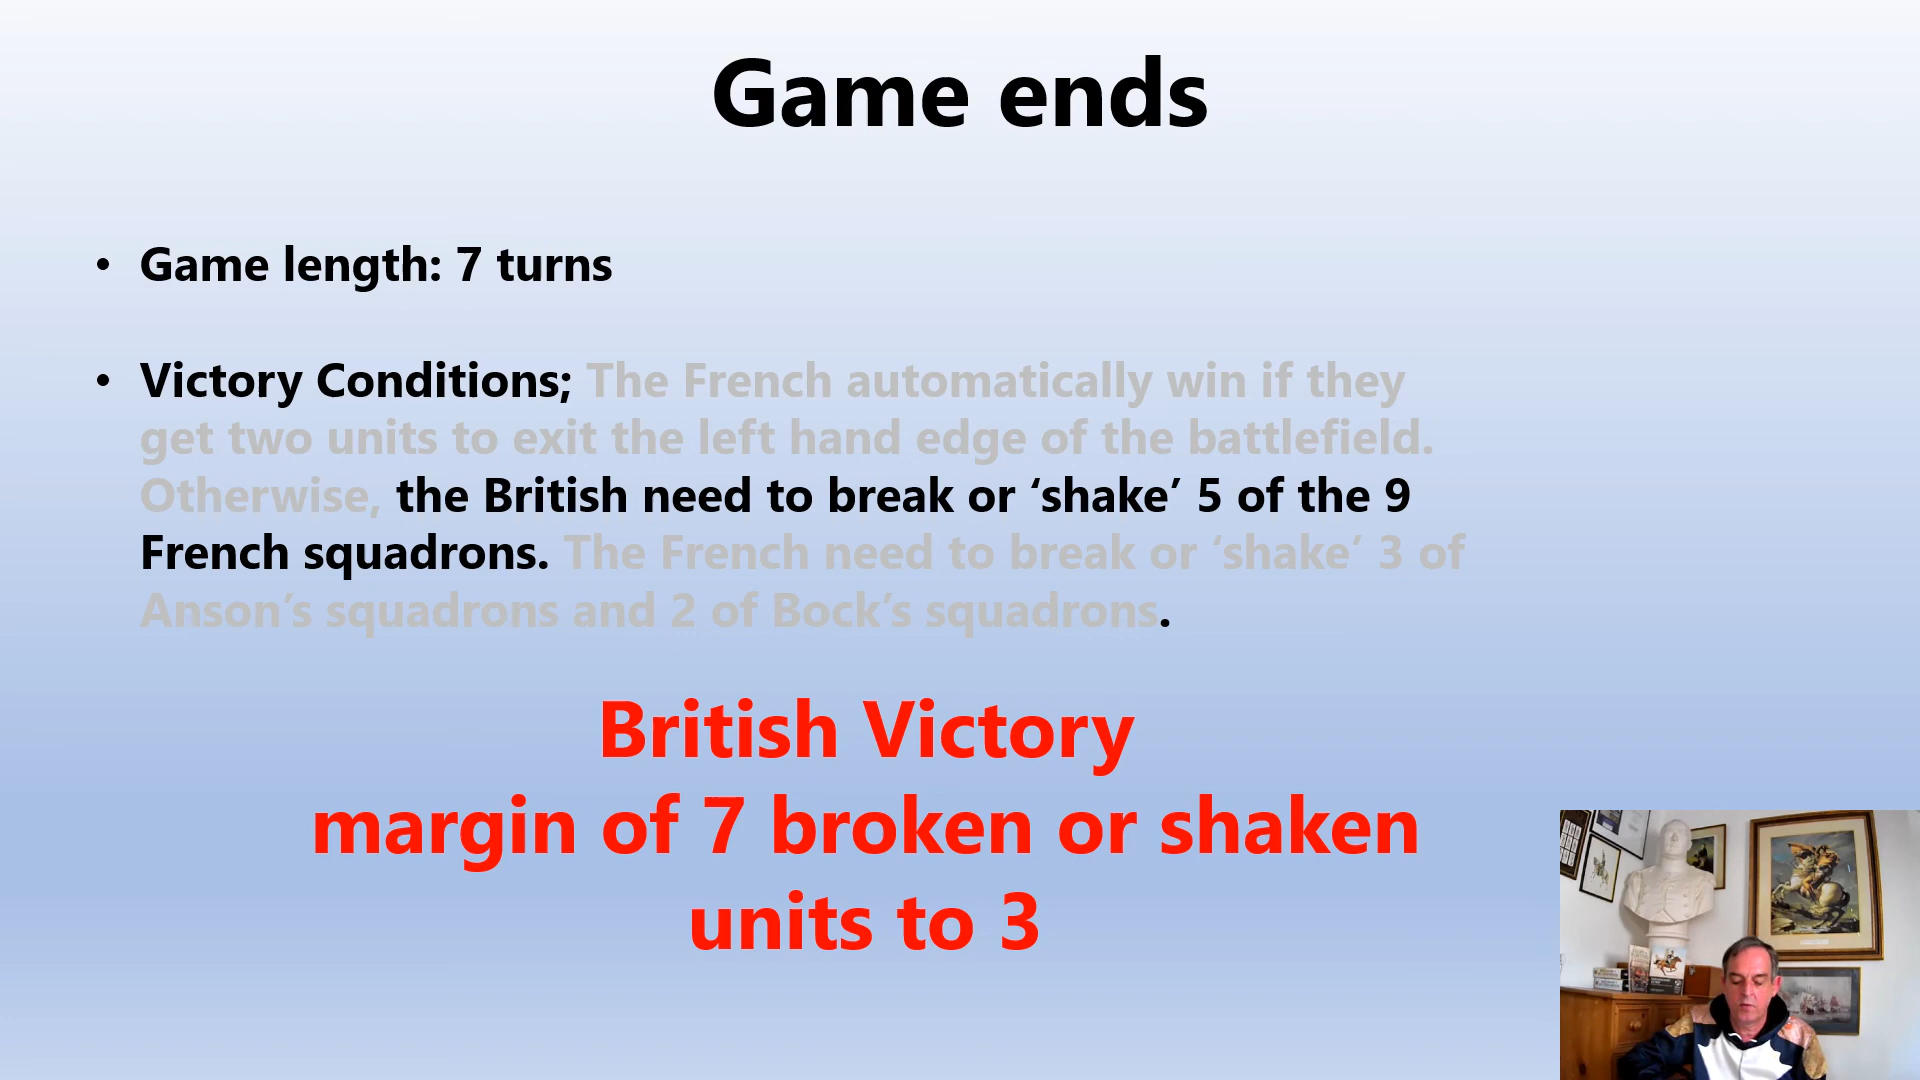 Game ends
• Game length: 7 turns
• Victory Conditions; The French automatically win if they
get two units to exit the left hand edge of the battlefield.
Otherwise, the British need to break or ‘shake’ 5 of the 9
French squadrons. The French need to break or ‘shake’ 3 of
Anson’s squadrons and 2 of Bock’s squadrons.
British Victory
margin of 7 broken or shaken
units to 3